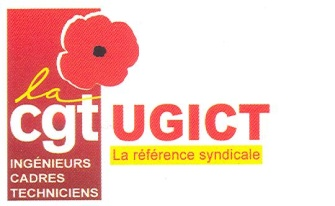 la
cgt UGICT
La référence syndicale
INGÉNIEURS
CADRES
TECHNICIENS